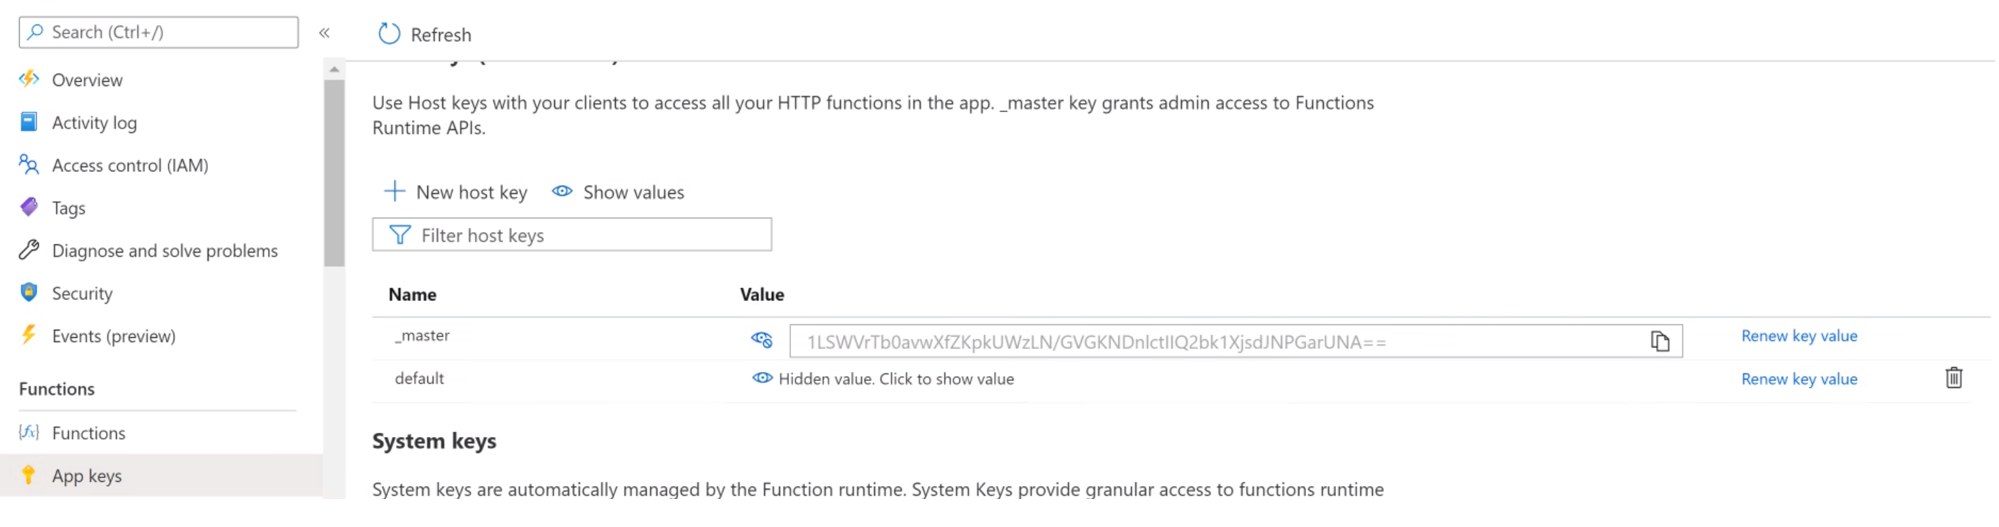 Search (Ctrl+/)
«
Refresh
Overview
Activity log
Access control (IAM)
Tags
Diagnose and solve problems
Security
Events (preview)
Functions
Functions
App keys
Use Host keys with your clients to access all your HTTP functions in the app. _master key grants admin access to Functions
Runtime APIs.
New host key
Show values
Filter host keys
Name Value
_master 1LSWVrTb0avwXfZKpkUWzLN/GVGKNDnlctIIQ2bk1XjsdJNPGarUNA== Renew key value
default Hidden value. Click to show value Renew key value
System keys
System keys are automatically managed by the Function runtime. System Keys provide granular access to functions runtime